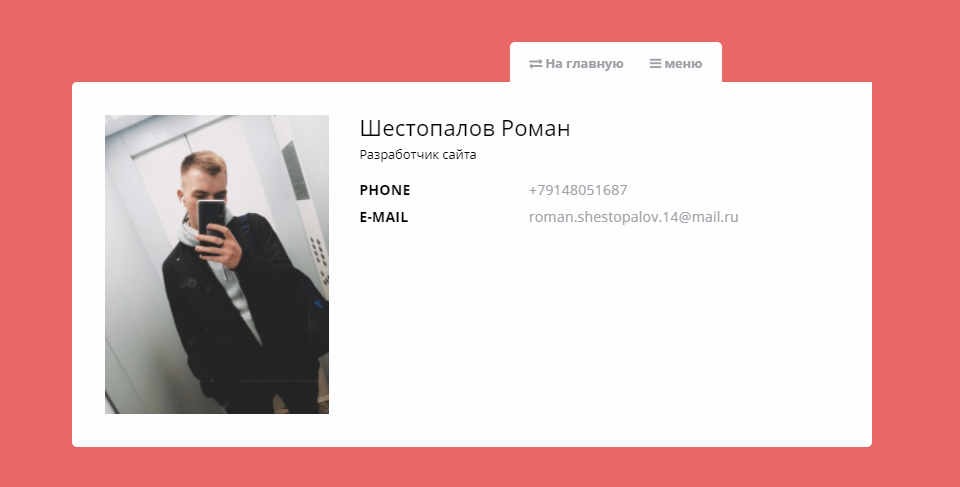 На главную меню
Шестопалов Роман
Разработчик сайта
PHONE +79148051687
E-MAIL roman.shestopalov.14@mail.ru